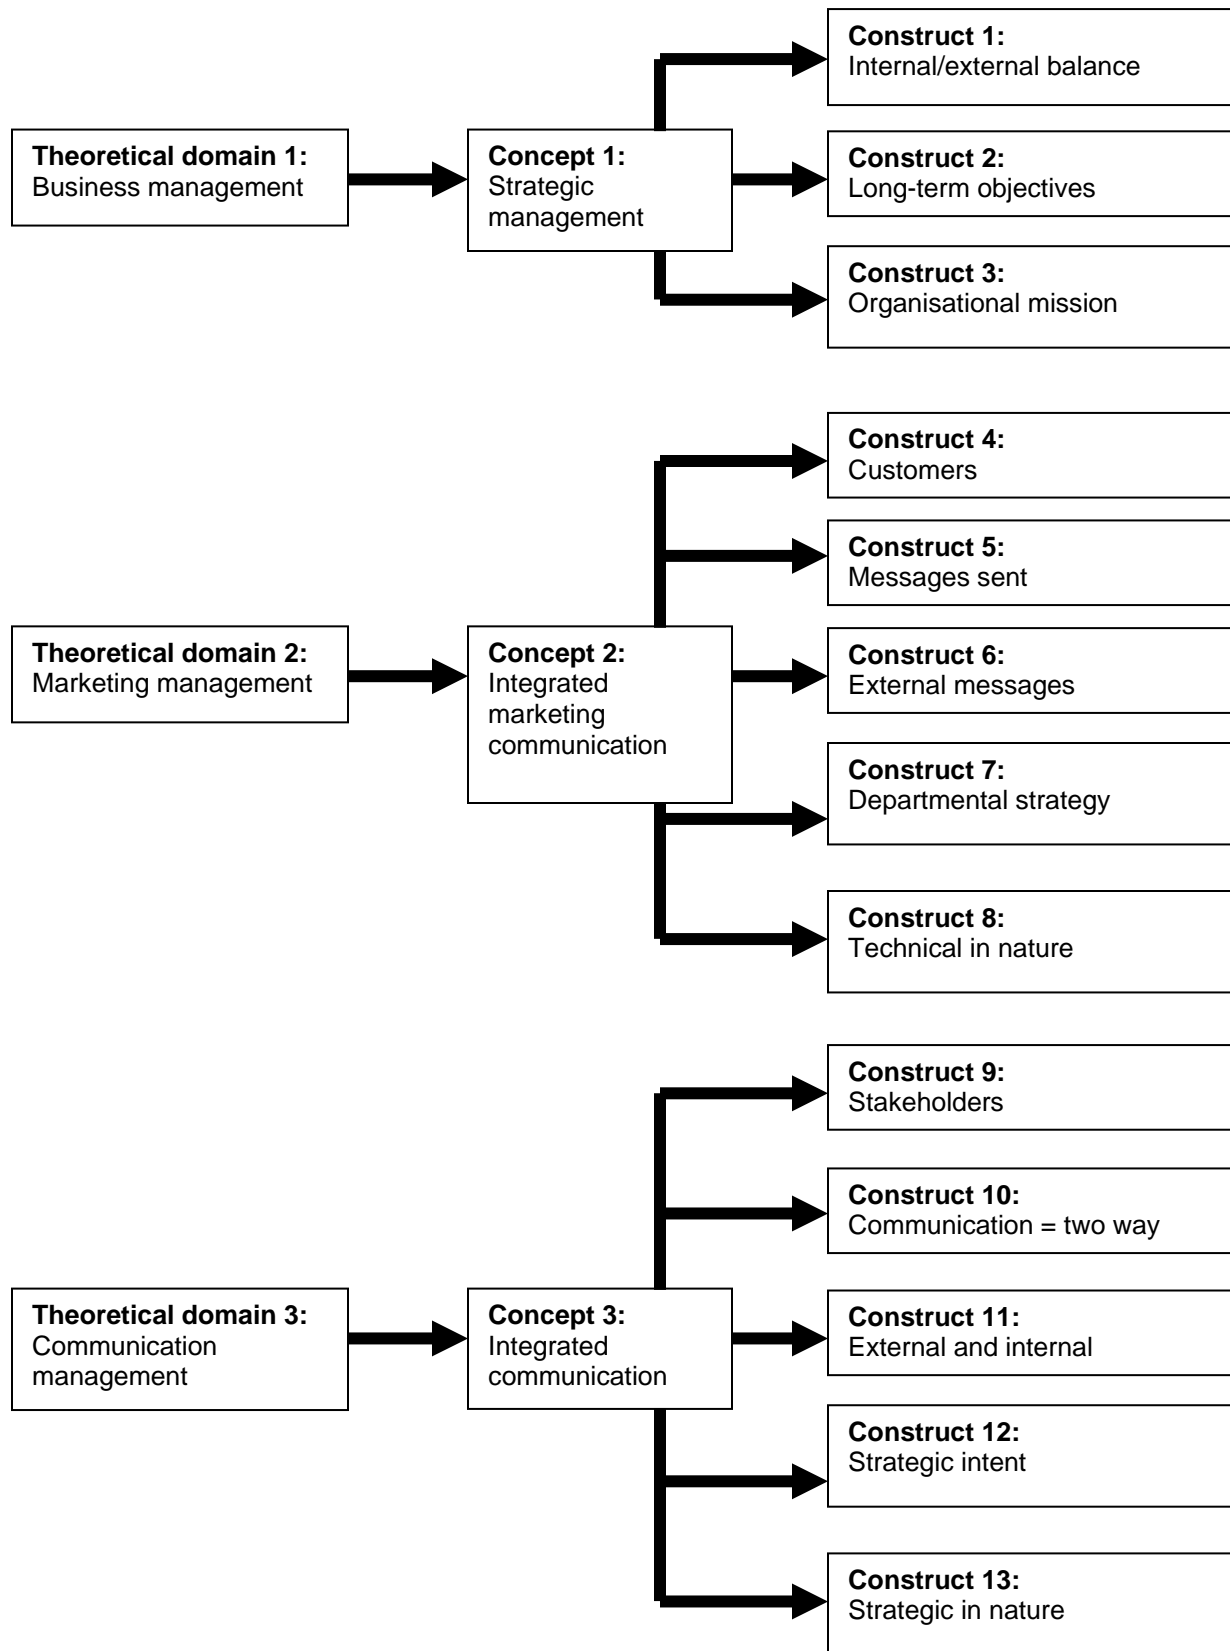 Construct 1:
Internal/external balance
Theoretical domain 1:
Business management
Concept 1:
Strategic
management
Construct 2:
Long-term objectives
Construct 3:
Organisational mission
Construct 4:
Customers
Construct 5:
Messages sent
Theoretical domain 2:
Marketing management
Concept 2:
Integrated
marketing
communication
Construct 6:
External messages
Construct 7:
Departmental strategy
Construct 8:
Technical in nature
Construct 9:
Stakeholders
Construct 10:
Communication = two way
Theoretical domain 3:
Communication
management
Concept 3:
Integrated
communication
Construct 11:
External and internal
Construct 12:
Strategic intent
Construct 13:
Strategic in nature